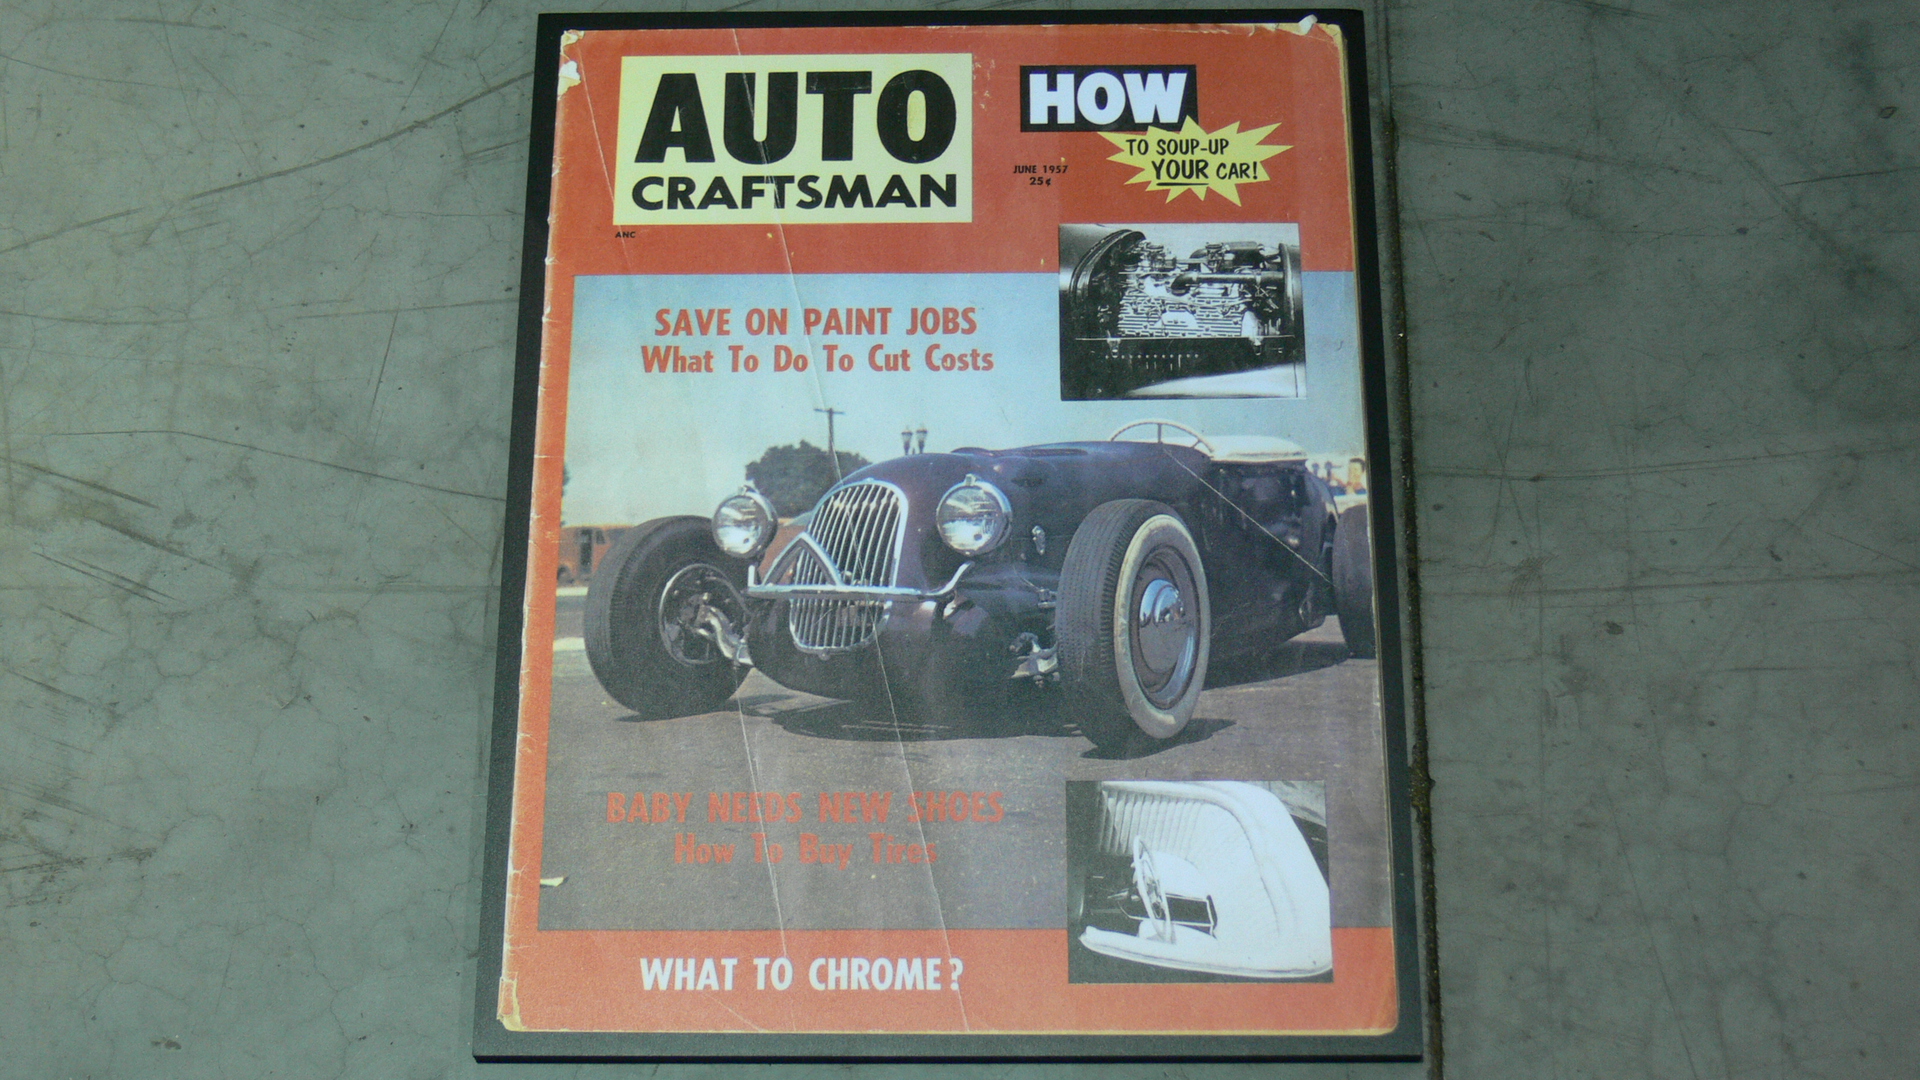 AUTO
CRAFTSMAN
ANC
HOW
TO SOUP-UP
YOUR CAR!
JUNE 1957
25¢
SAVE ON PAINT JOBS
What To Do To Cut Costs
BABY NEEDS NEW SHOES
How To Buy Tires
WHAT TO CHROME?